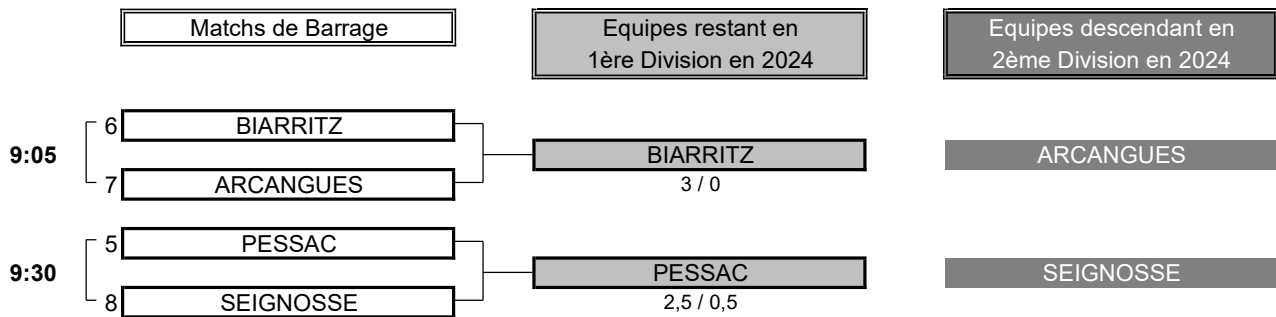 Matchs de Barrage
Equipes restant en
1ère Division en 2024
Equipes descendant en
2ème Division en 2024
9:05
6 BIARRITZ
7 ARCANGUES
BIARRITZ
3 / 0
ARCANGUES
9:30
5 PESSAC
8 SEIGNOSSE
PESSAC
2,5 / 0,5
SEIGNOSSE